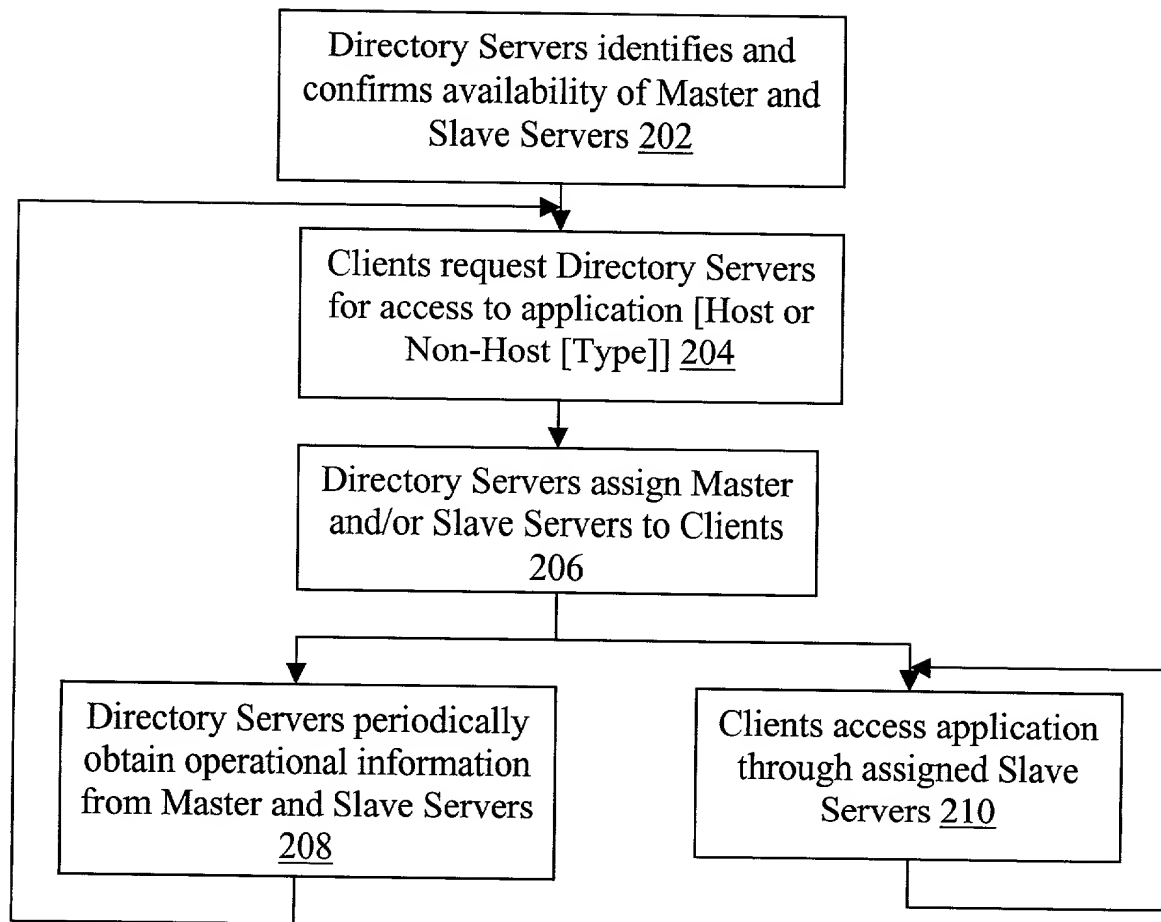 Directory Servers identifies and
confirms availability of Master and
Slave Servers 202
Clients request Directory Servers
for access to application [Host or
Non-Host [Type]] 204
Directory Servers assign Master
and/or Slave Servers to Clients
206
Directory Servers periodically
obtain operational information
from Master and Slave Servers
208
Clients access application
through assigned Slave
Servers 210